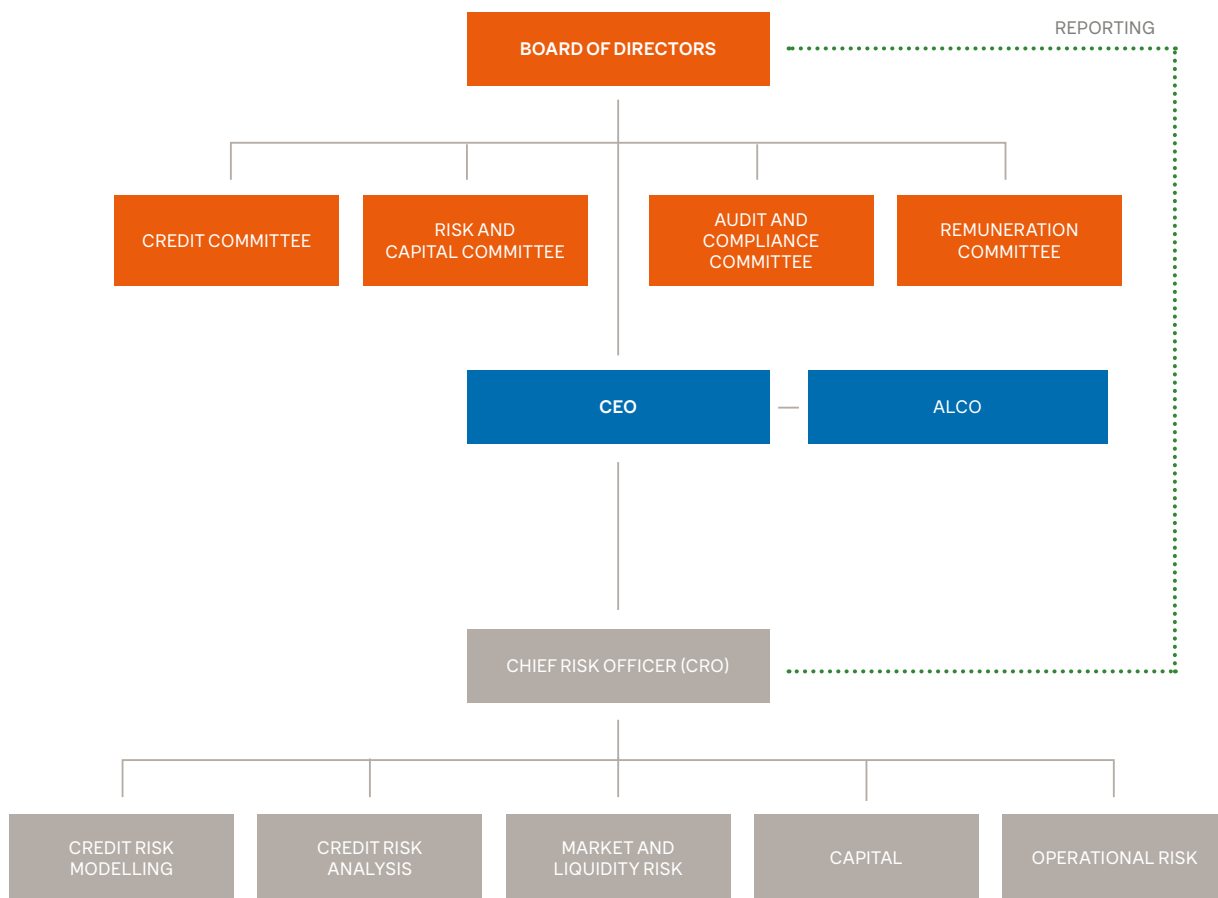 REPORTING
BOARD OF DIRECTORS
CREDIT COMMITTEE
RISK AND
CAPITAL COMMITTEE
AUDIT AND
COMPLIANCE
COMMITTEE
REMUNERATION
COMMITTEE
CEO
ALCO
CHIEF RISK OFFICER (CRO)
CREDIT RISK
MODELLING
CREDIT RISK
ANALYSIS
MARKET AND
LIQUIDITY RISK
CAPITAL
OPERATIONAL RISK